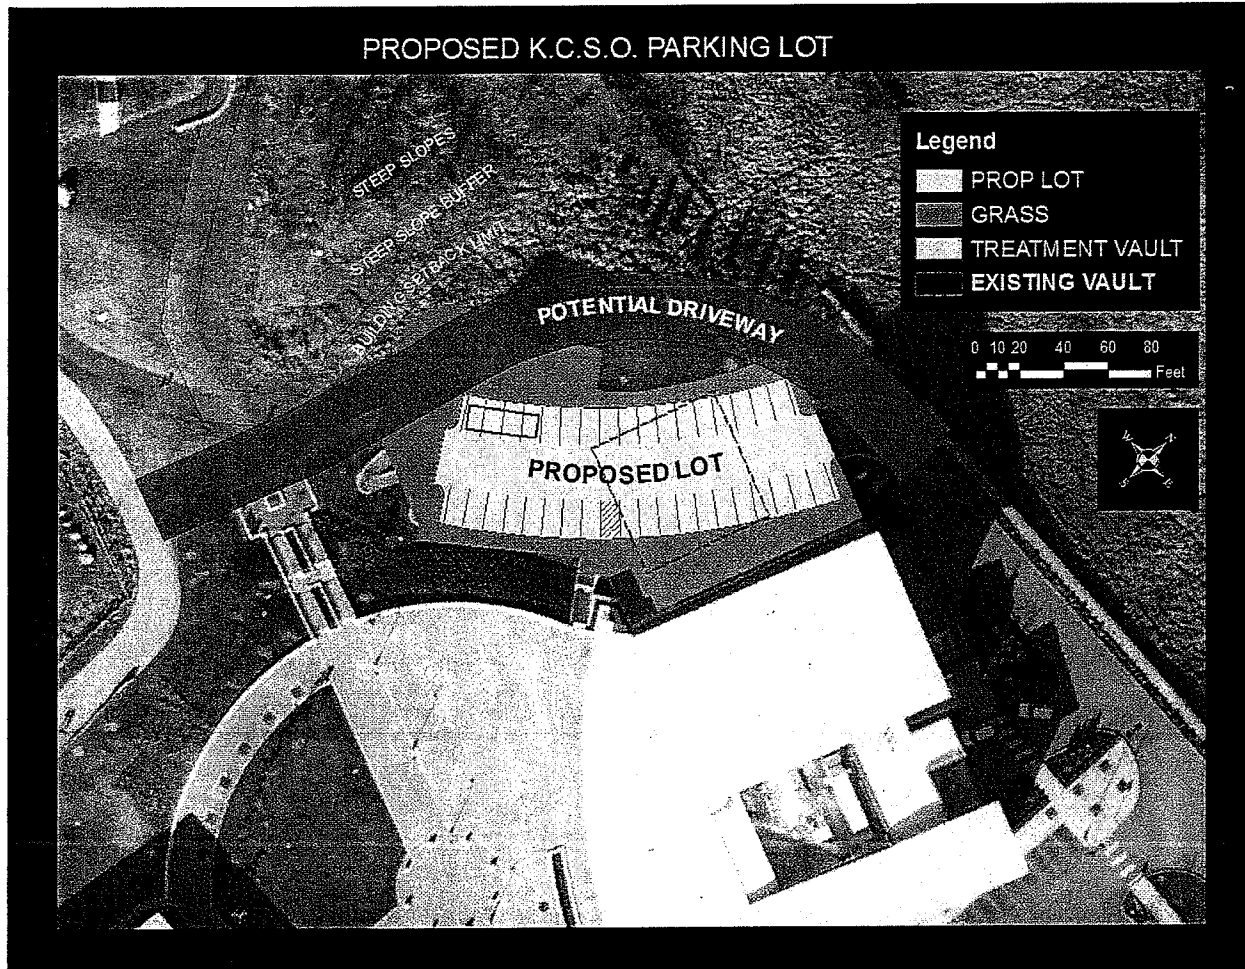 PROPOSED K.C.S.O. PARKING LOT
Legend
PROP LOT
GRASS
TREATMENT VAULT
EXISTING VAULT
0 10 20 40 60 80
Feet
W N
S E
STEEP SLOPES
STEEP SLOPE BUFFER
BUILDING SETBACK LIMIT
POTENTIAL DRIVEWAY
PROPOSED LOT